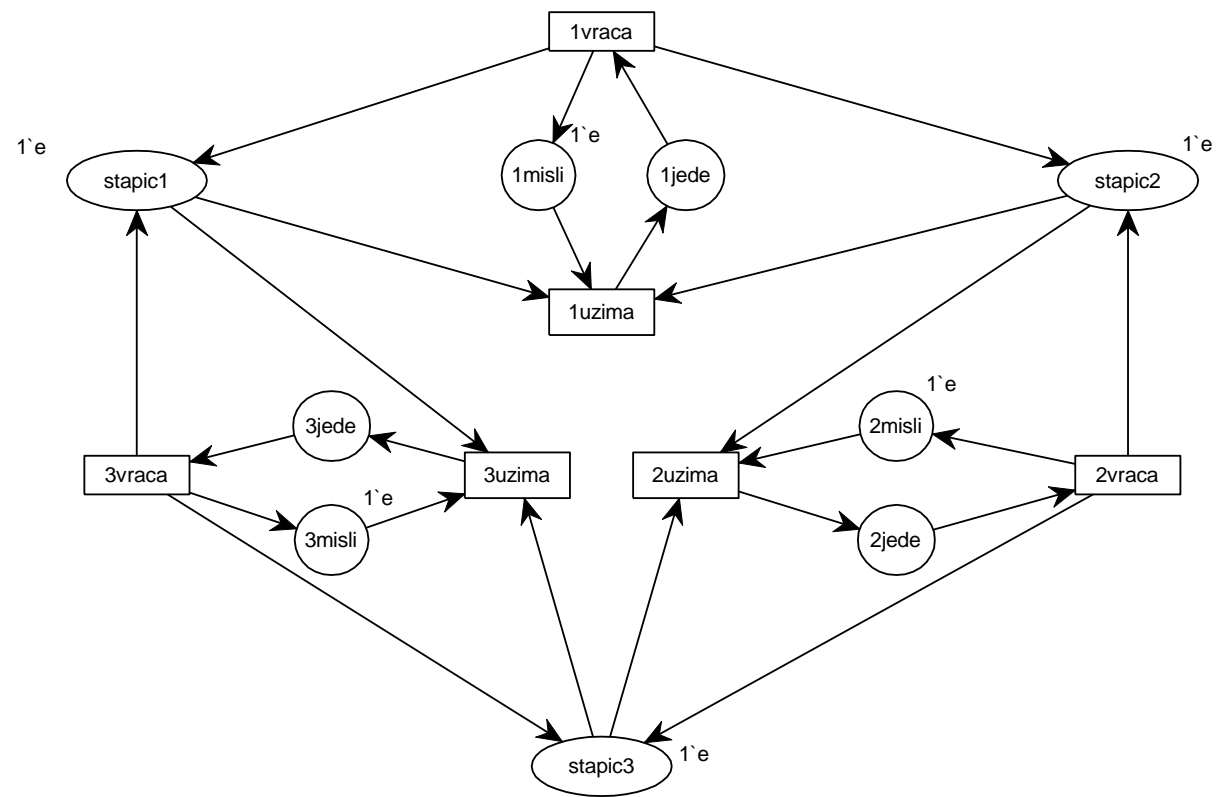 1vraca
1`e
1`e
1`e
stapic1
1misli
1jede
stapic2
1uzima
1`e
3jede
2misli
3vraca
3uzima
2uzima
2vraca
1`e
3misli
2jede
stapic3
1`e